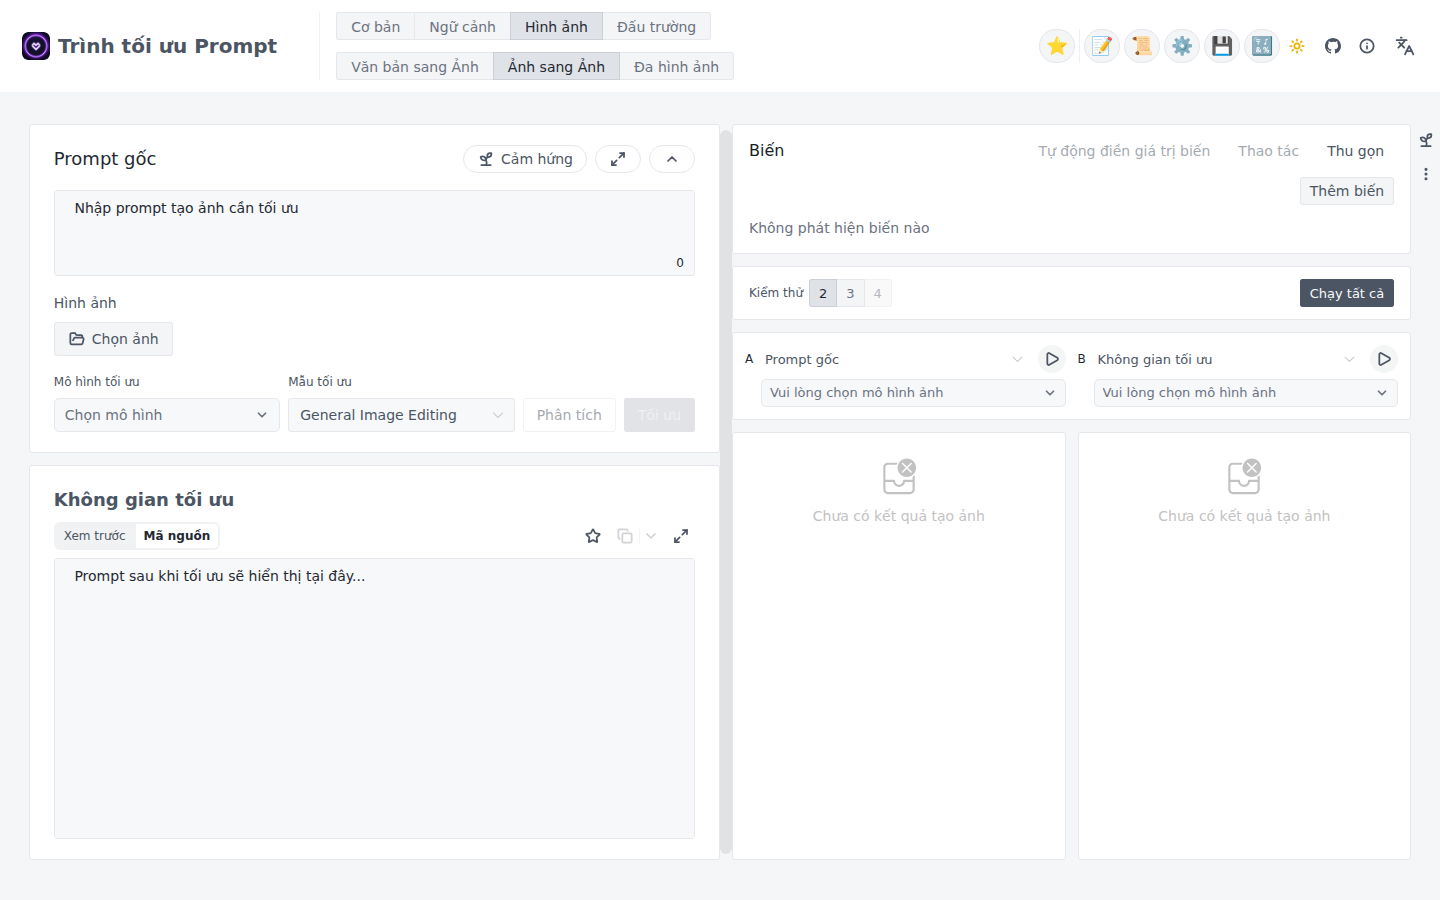 Trình tối ưu Prompt
Cơ bản
Ngữ cảnh
Hình ảnh
Đấu trường
Văn bản sang Ảnh
Ảnh sang Ảnh
Đa hình ảnh
Prompt gốc
Cảm hứng
Nhập prompt tạo ảnh cần tối ưu
0
Hình ảnh
Chọn ảnh
Mô hình tối ưu
Mẫu tối ưu
Chọn mô hình
General Image Editing
Phân tích
Tối ưu
Không gian tối ưu
Xem trước
Mã nguồn
Prompt sau khi tối ưu sẽ hiển thị tại đây...
Biến
Tự động điền giá trị biến
Thao tác
Thu gọn
Thêm biến
Không phát hiện biến nào
Kiểm thử
2
3
4
Chạy tất cả
A
Prompt gốc
B
Không gian tối ưu
Vui lòng chọn mô hình ảnh
Vui lòng chọn mô hình ảnh
Chưa có kết quả tạo ảnh
Chưa có kết quả tạo ảnh